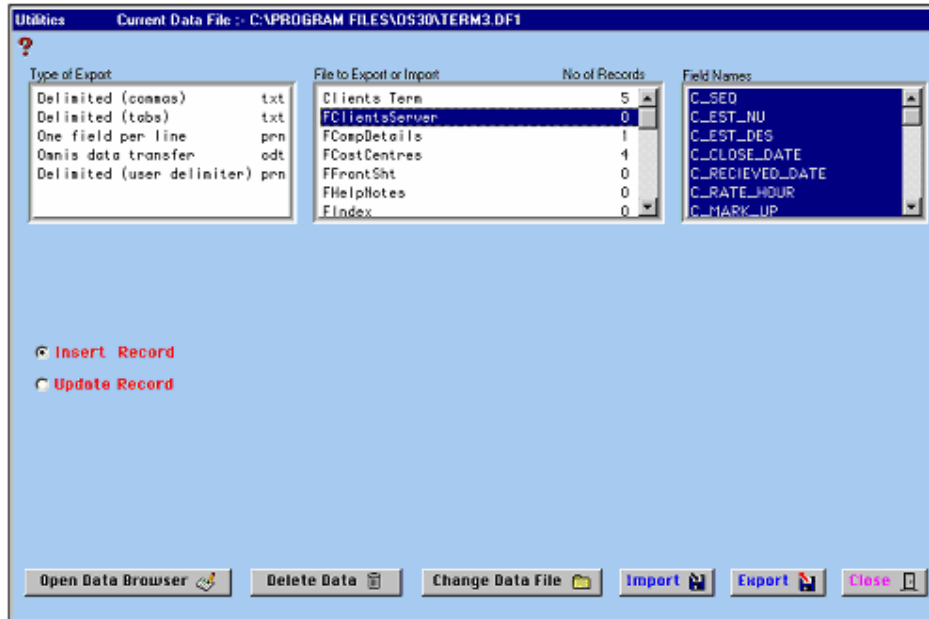 Utilities Current Data File :- C:\PROGRAM FILES\OS30\TERM3.DF1
?
Type of Export
Delimited (commas) txt
Delimited (tabs) txt
One field per line prn
Omnis data transfer odt
Delimited (user delimiter) prn
File to Export or Import No of Records
Clients Term 5
FClientsServer 0
FCompDetails 1
FCostCentres 4
FFrontSht 0
FHelpNotes 0
FIndex 0
Field Names
C_SEQ
C_EST_NU
C_EST_DES
C_CLOSE_DATE
C_RECIEVED_DATE
C_RATE_HOUR
C_MARK_UP
Insert Record
Update Record
Open Data Browser Delete Data Change Data File Import Export Close